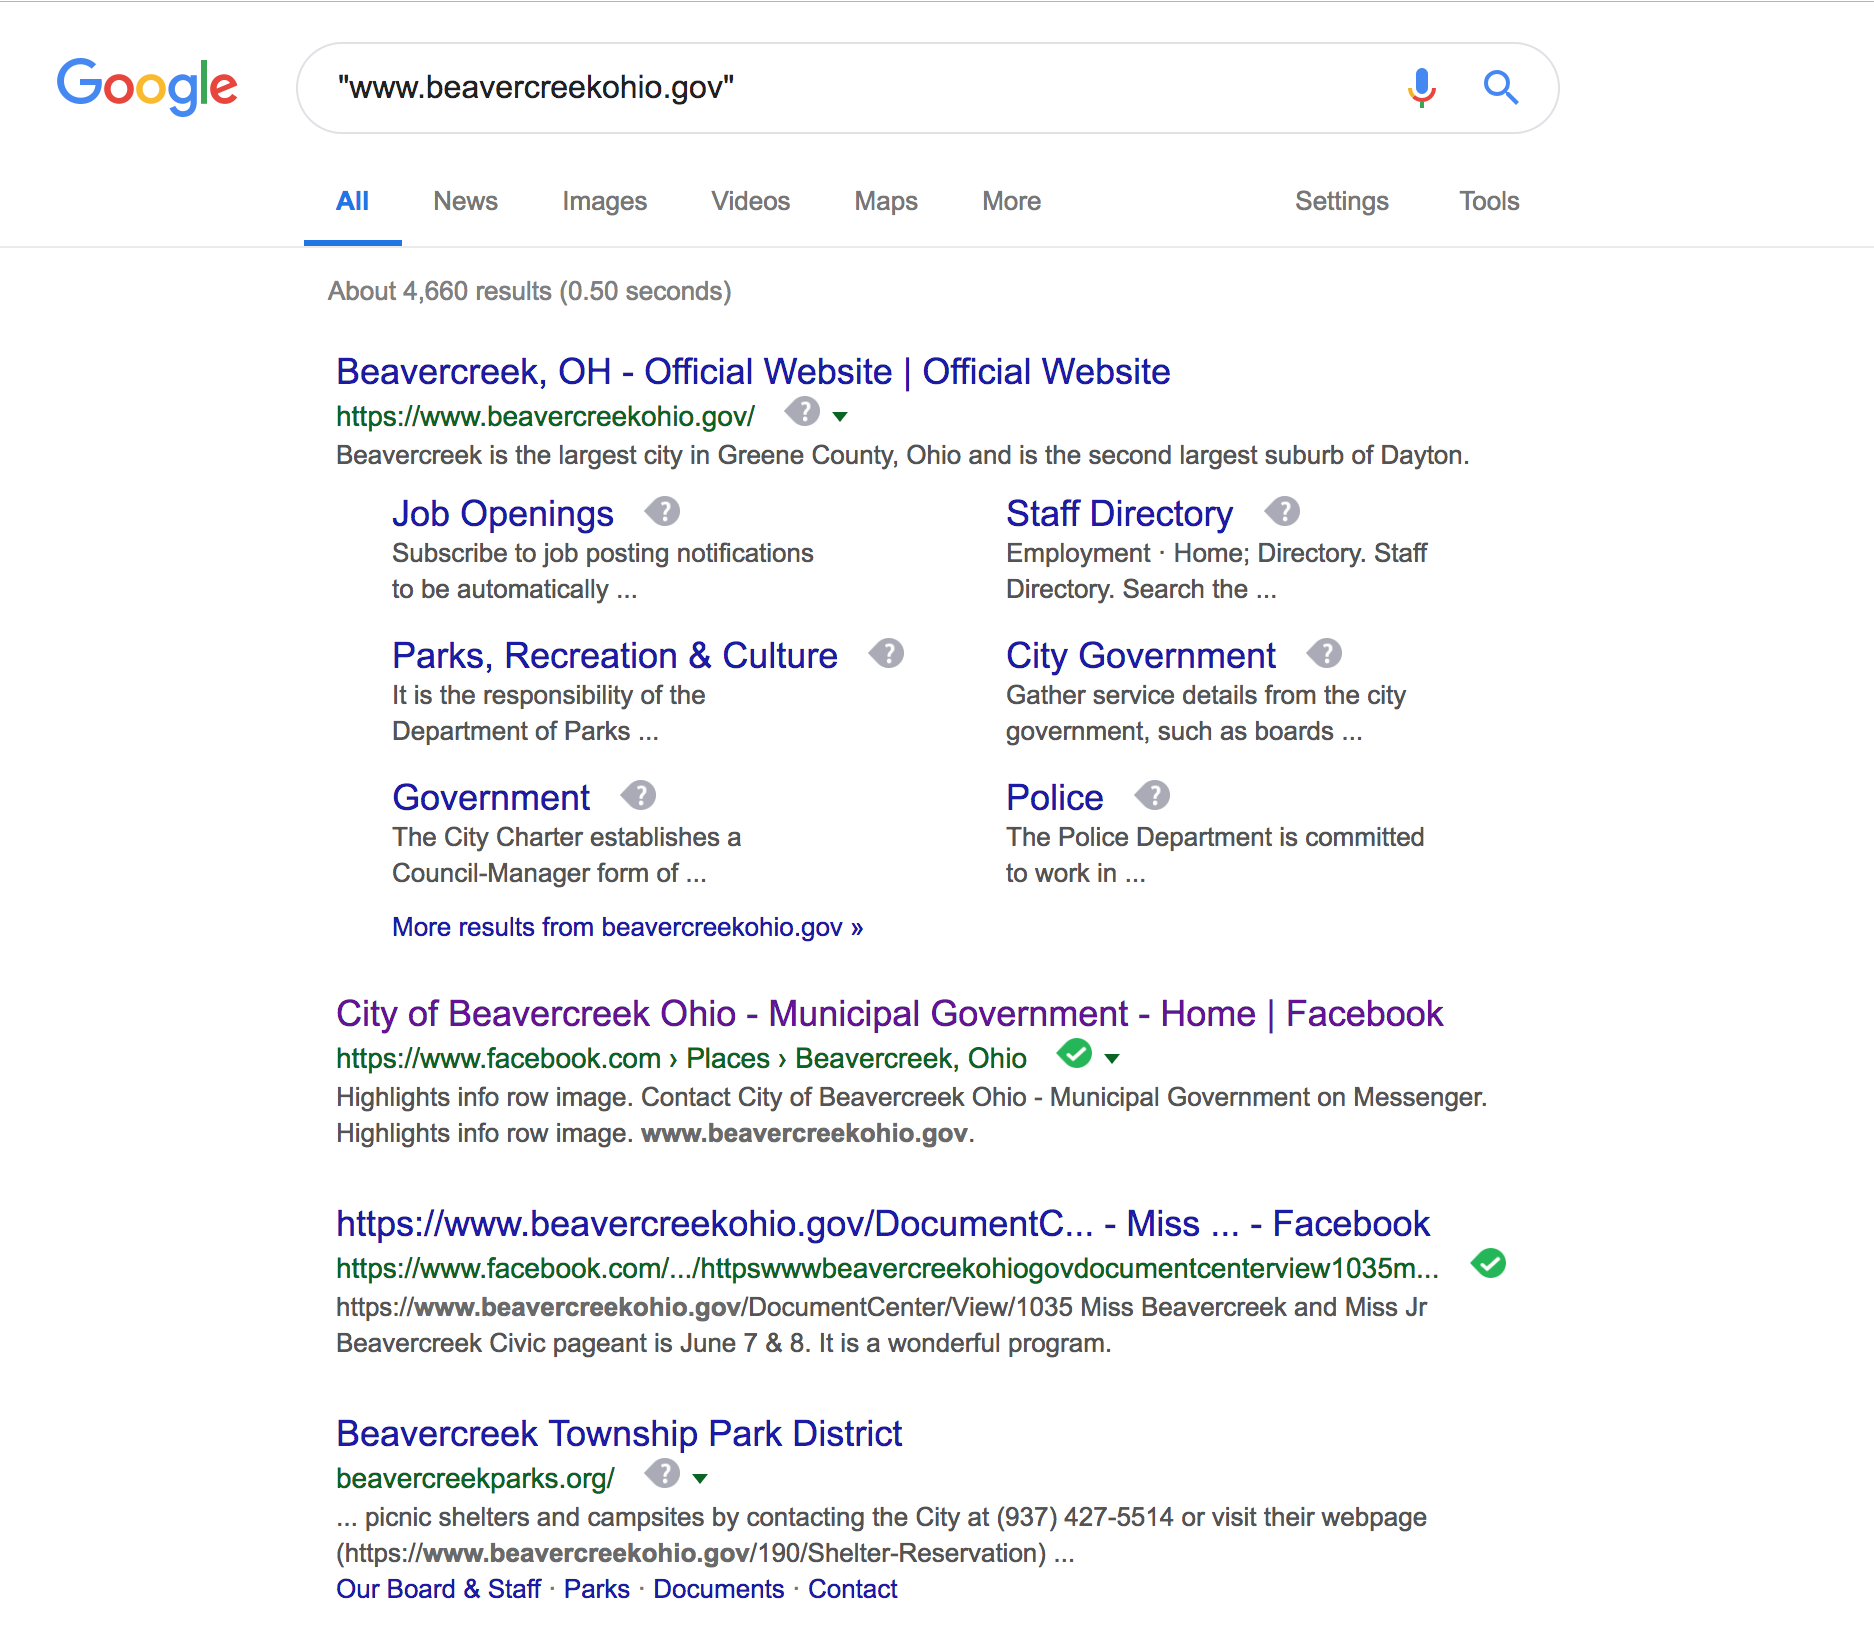 Google
"www.beavercreekohio.gov"
All News Images Videos Maps More Settings Tools
About 4,660 results (0.50 seconds)
Beavercreek, OH - Official Website | Official Website
https://www.beavercreekohio.gov/ ?
Beavercreek is the largest city in Greene County, Ohio and is the second largest suburb of Dayton.
Job Openings ?
Subscribe to job posting notifications
to be automatically ...
Staff Directory ?
Employment · Home; Directory. Staff
Directory. Search the ...
Parks, Recreation & Culture ?
It is the responsibility of the
Department of Parks ...
City Government ?
Gather service details from the city
government, such as boards ...
Government ?
The City Charter establishes a
Council-Manager form of ...
Police ?
The Police Department is committed
to work in ...
More results from beavercreekohio.gov »
City of Beavercreek Ohio - Municipal Government - Home | Facebook
https://www.facebook.com › Places › Beavercreek, Ohio
Highlights info row image. Contact City of Beavercreek Ohio - Municipal Government on Messenger.
Highlights info row image. www.beavercreekohio.gov.
https://www.beavercreekohio.gov/DocumentC... - Miss ... - Facebook
https://www.facebook.com/.../httpswwwbeavercreekohiogovdocumentcenterview1035m...
https://www.beavercreekohio.gov/DocumentCenter/View/1035 Miss Beavercreek and Miss Jr
Beavercreek Civic pageant is June 7 & 8. It is a wonderful program.
Beavercreek Township Park District
beavercreekparks.org/ ?
... picnic shelters and campsites by contacting the City at (937) 427-5514 or visit their webpage
(https://www.beavercreekohio.gov/190/Shelter-Reservation) ...
Our Board & Staff · Parks · Documents · Contact